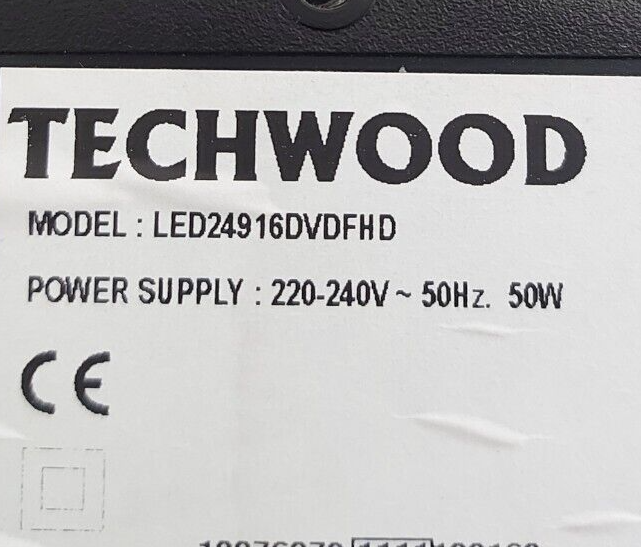 TECHWOOD
MODEL : LED24916DVDFHD
POWER SUPPLY : 220-240V ~ 50Hz. 50W
CE